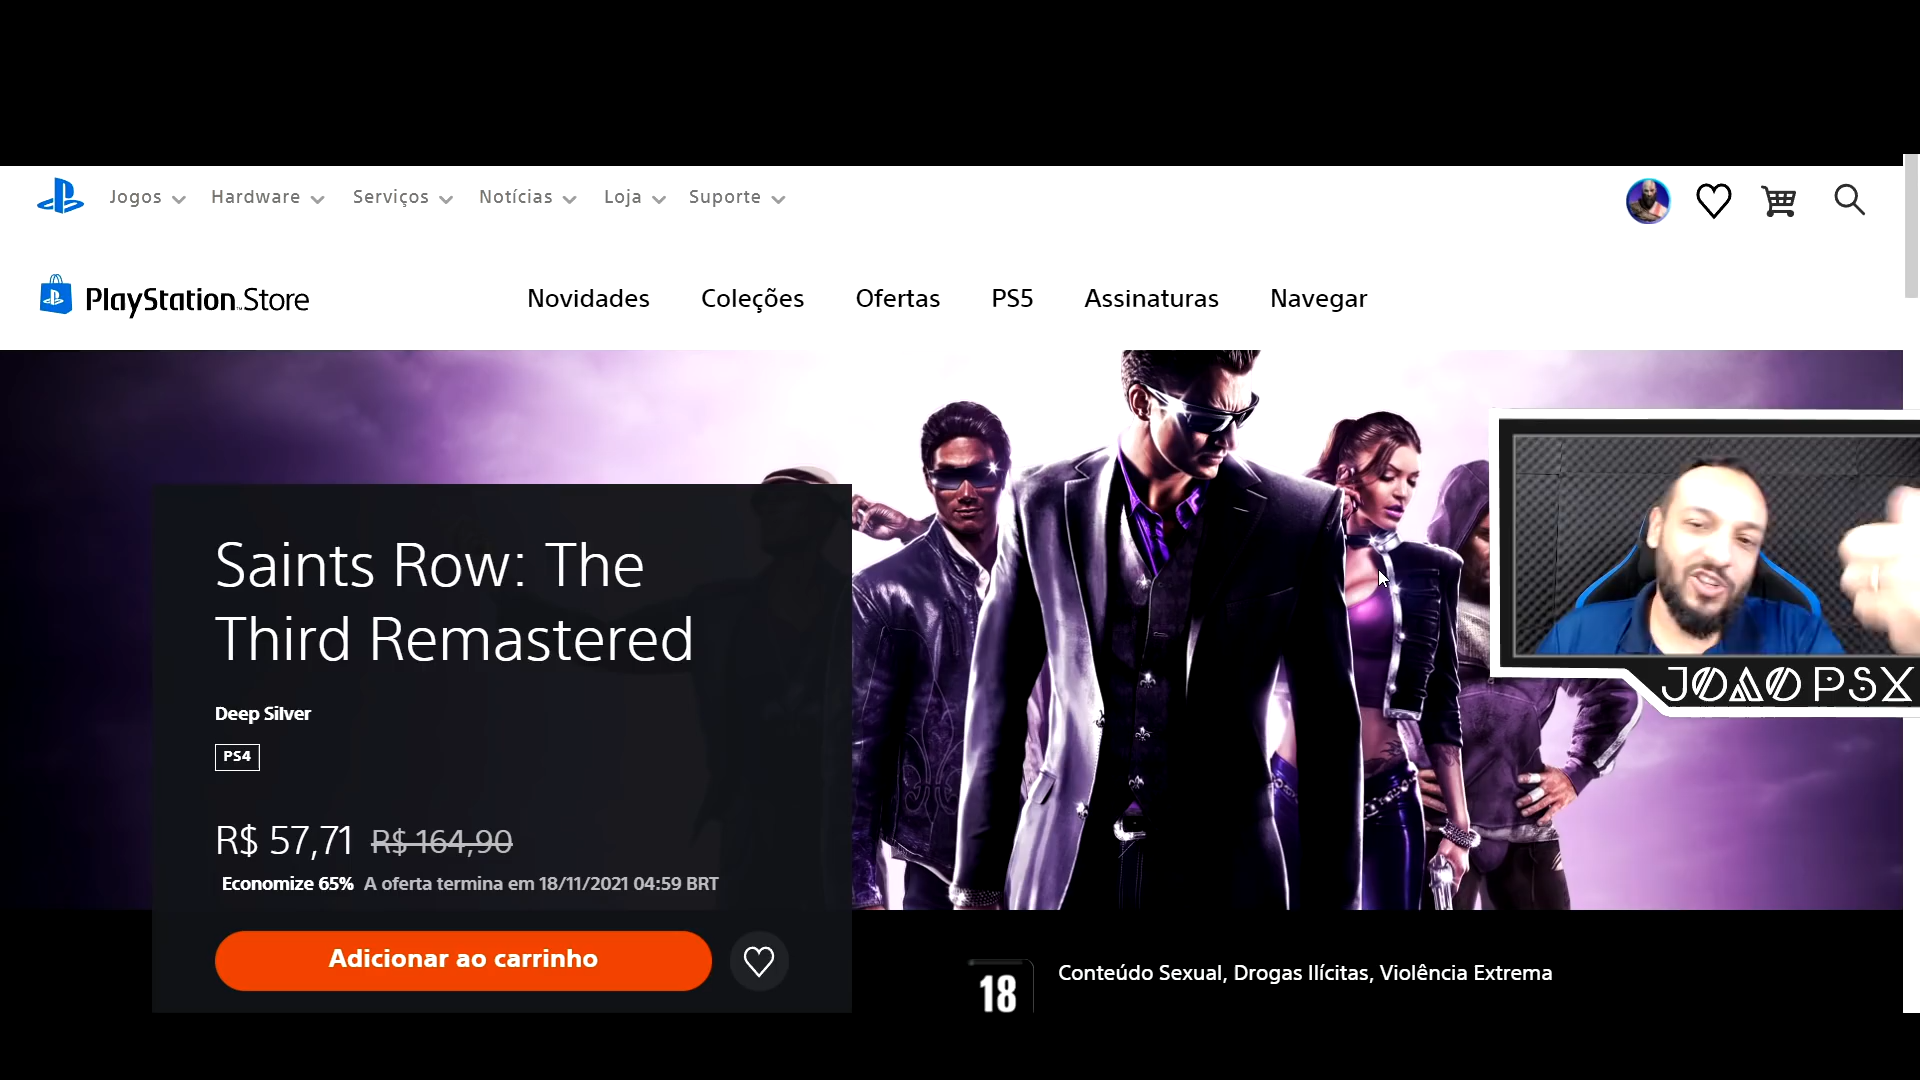 Jogos Hardware Serviços Notícias Loja Suporte
PlayStation Store Novidades Coleções Ofertas PS5 Assinaturas Navegar
Saints Row: The
Third Remastered
Deep Silver
PS4
R$ 57,71 R$ 164,90
Economize 65% A oferta termina em 18/11/2021 04:59 BRT
Adicionar ao carrinho
18 Conteúdo Sexual, Drogas Ilícitas, Violência Extrema
JOAO PSX